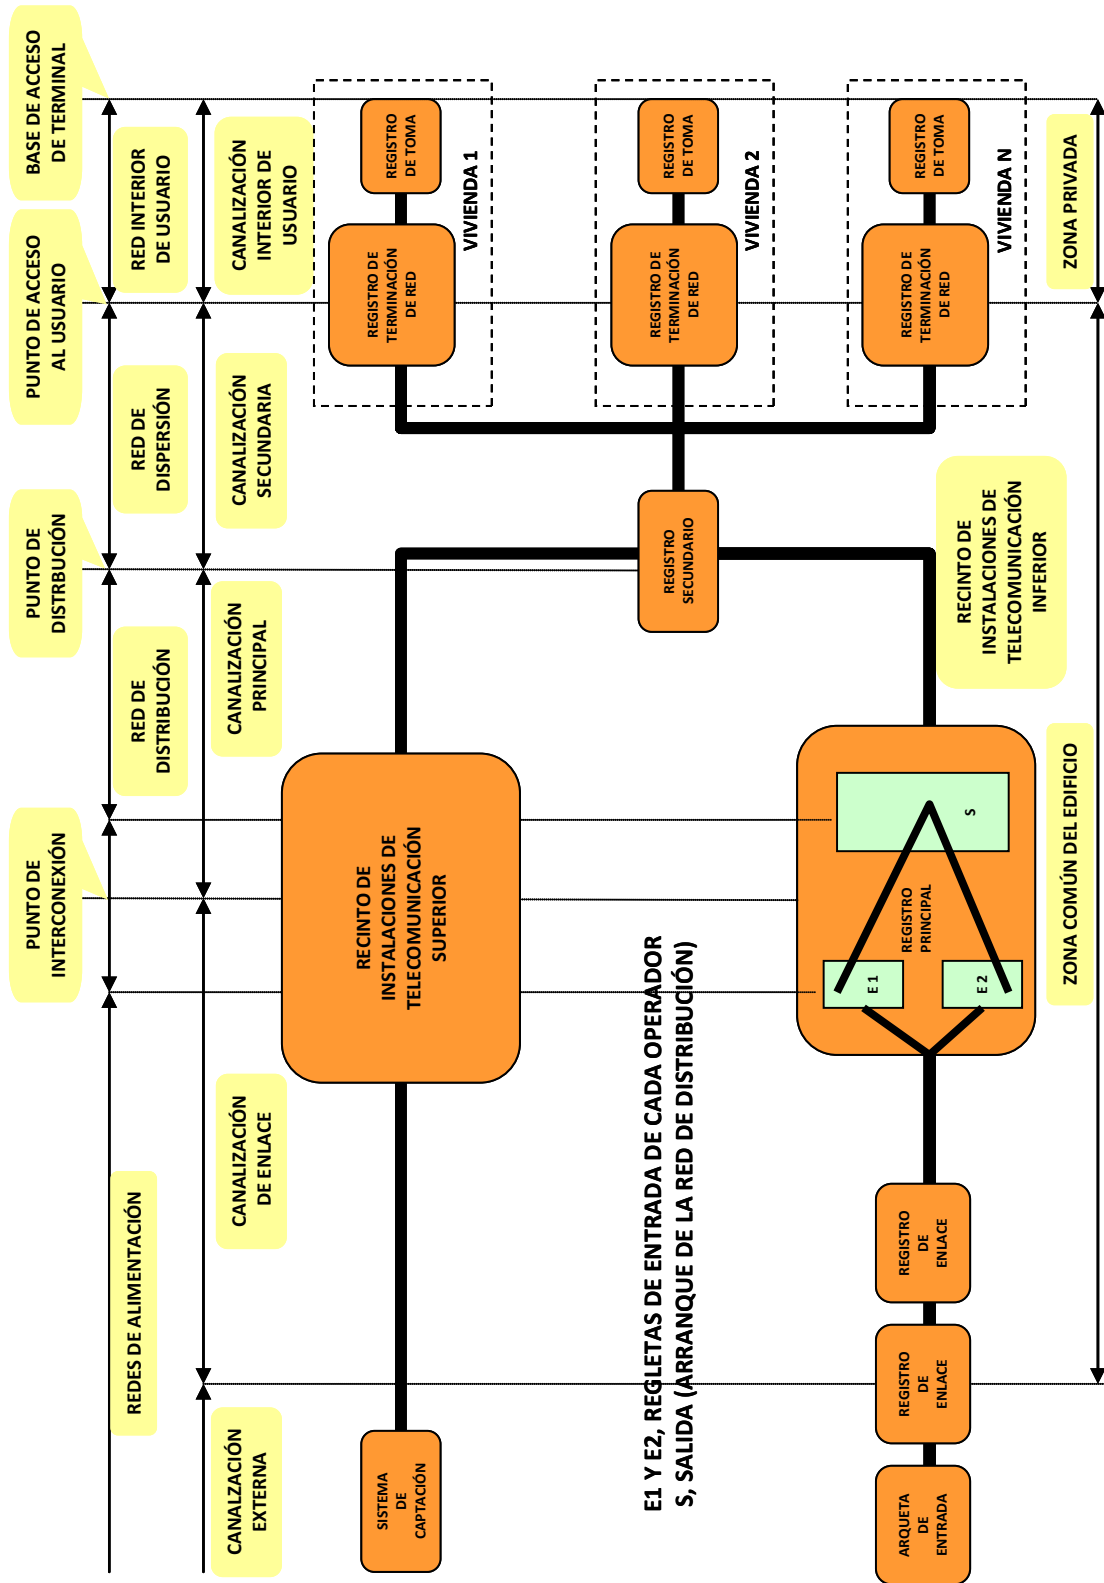 PUNTO DE
INTERCONEXIÓN
PUNTO DE
DISTRBUCIÓN
PUNTO DE ACCESO
AL USUARIO
BASE DE ACCESO
DE TERMINAL
REDES DE ALIMENTACIÓN
RED DE
DISTRIBUCIÓN
RED DE
DISPERSIÓN
RED INTERIOR
DE USUARIO
CANALZACIÓN
EXTERNA
CANALIZACIÓN
DE ENLACE
CANALIZACIÓN
PRINCIPAL
CANALIZACIÓN
SECUNDARIA
CANALIZACIÓN
INTERIOR DE
USUARIO
SISTEMA
DE
CAPTACIÓN
RECINTO DE
INSTALACIONES DE
TELECOMUNICACIÓN
SUPERIOR
REGISTRO DE
TERMINACIÓN
DE RED
REGISTRO
DE TOMA
VIVIENDA 1
REGISTRO
SECUNDARIO
REGISTRO DE
TERMINACIÓN
DE RED
REGISTRO
DE TOMA
VIVIENDA 2
E1 Y E2, REGLETAS DE ENTRADA DE CADA OPERADOR
S, SALIDA (ARRANQUE DE LA RED DE DISTRIBUCIÓN)
ARQUETA
DE
ENTRADA
REGISTRO
DE
ENLACE
REGISTRO
DE
ENLACE
E 1
E 2
REGISTRO
PRINCIPAL
S
RECINTO DE
INSTALACIONES DE
TELECOMUNICACIÓN
INFERIOR
REGISTRO DE
TERMINACIÓN
DE RED
REGISTRO
DE TOMA
VIVIENDA N
ZONA COMÚN DEL EDIFICIO
ZONA PRIVADA